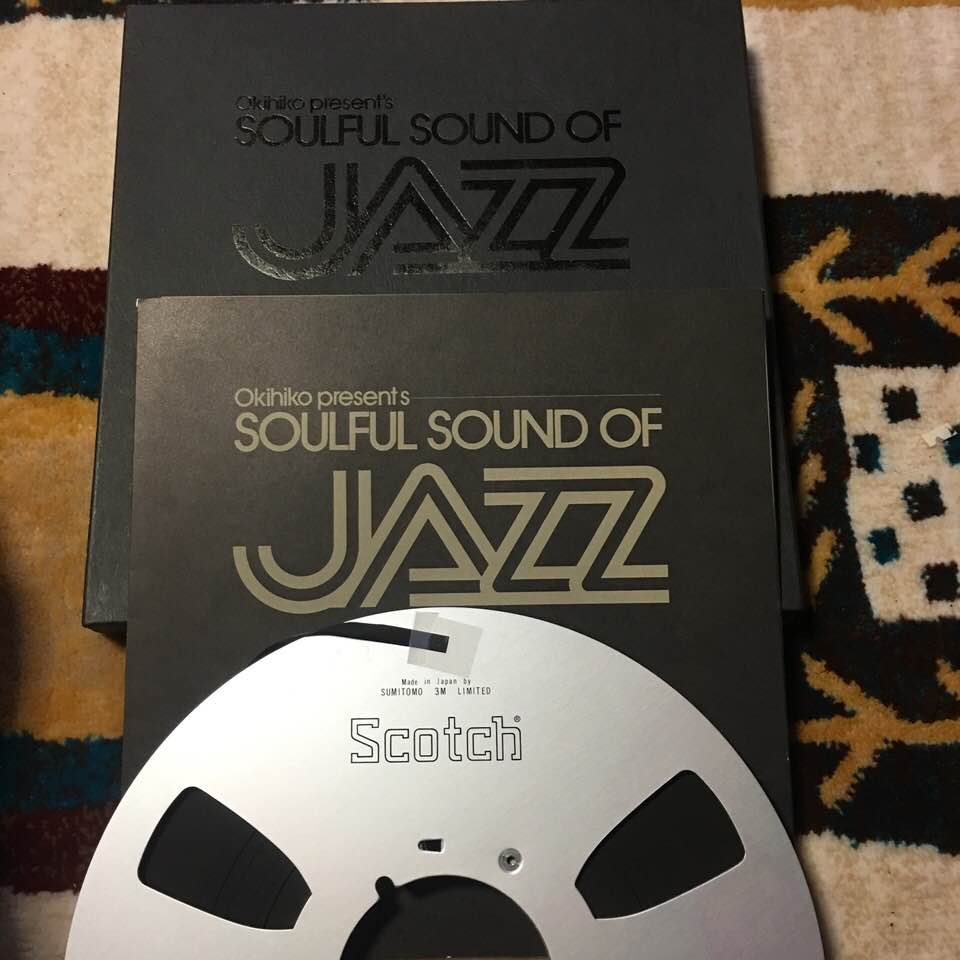 Okihiko present's
SOULFUL SOUND OF
JAZZ
Okihiko present's
SOULFUL SOUND OF
JAZZ
Made in Japan by
SUMITOMO 3M LIMITED
Scotch®